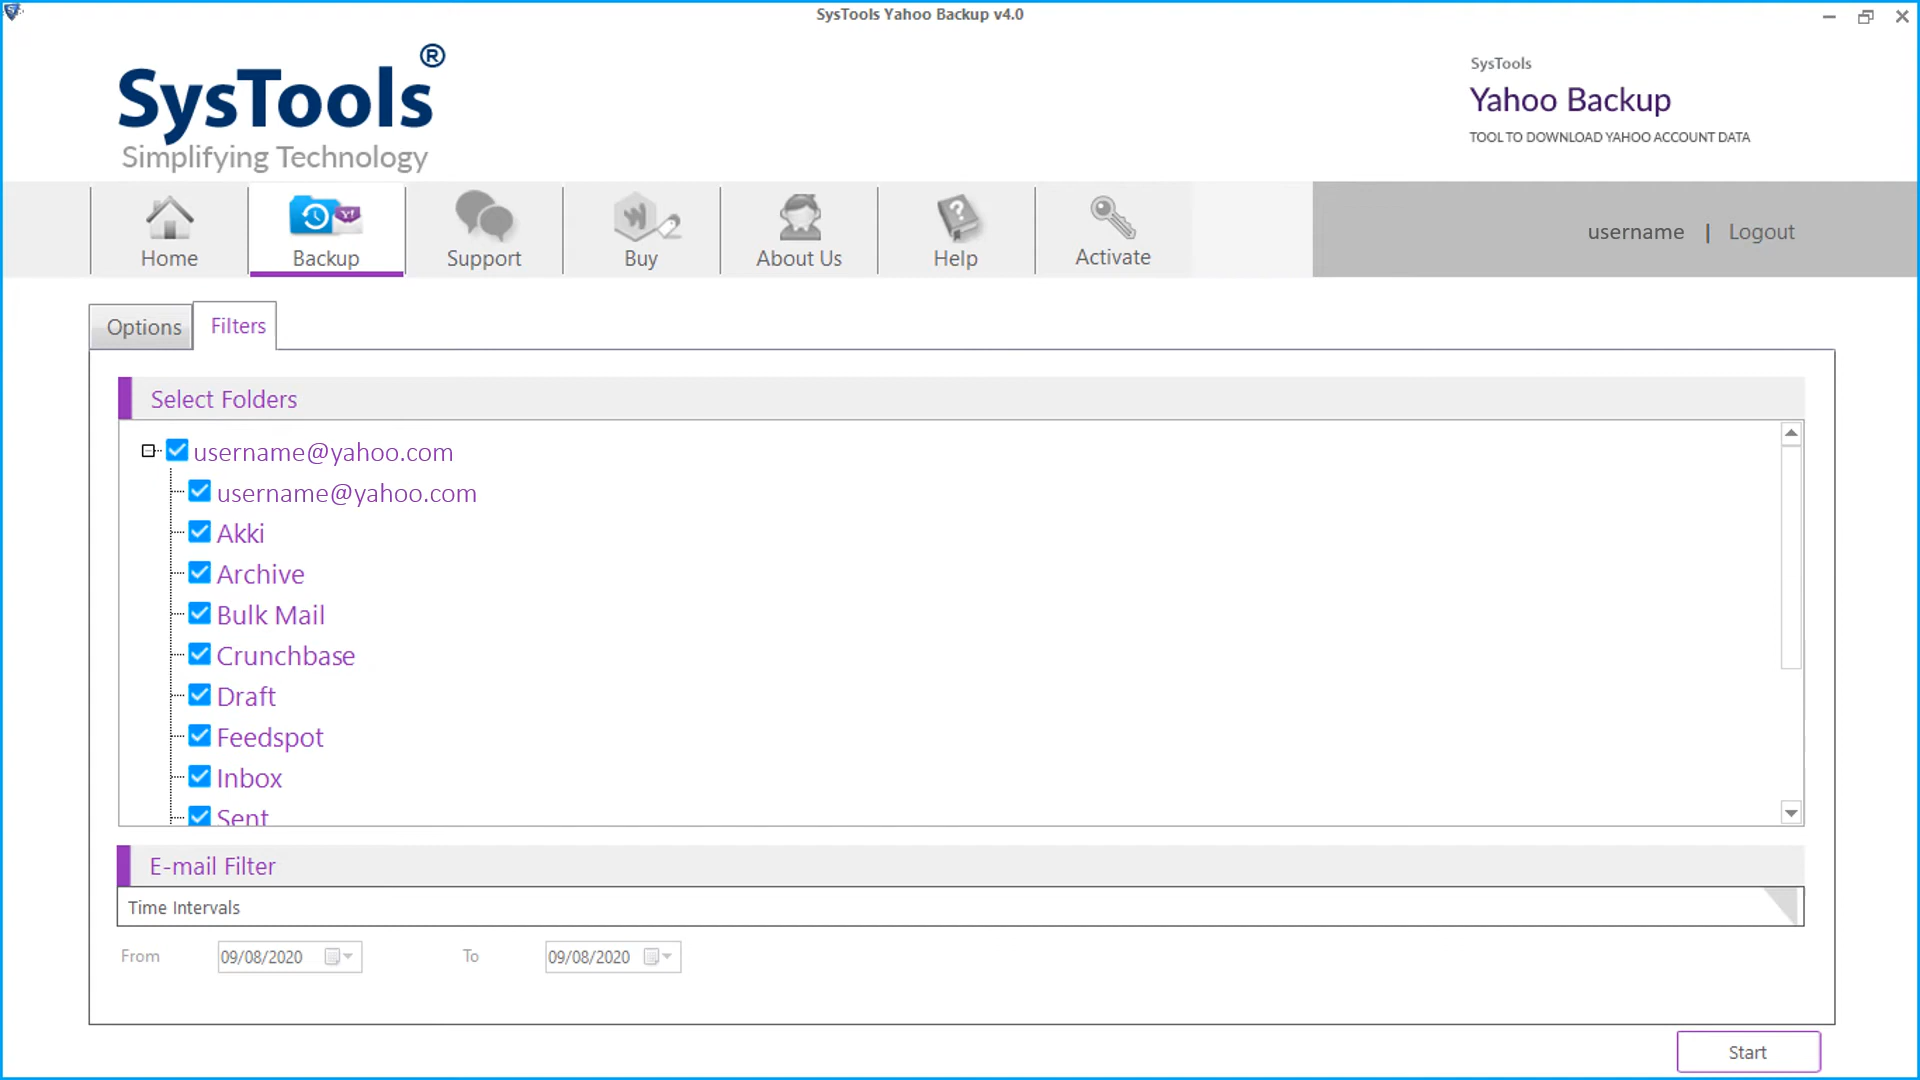 SysTools Yahoo Backup v4.0
SysTools®
Simplifying Technology
SysTools
Yahoo Backup
TOOL TO DOWNLOAD YAHOO ACCOUNT DATA
Home Backup Support Buy About Us Help Activate username | Logout
Options Filters
Select Folders
username@yahoo.com
username@yahoo.com
Akki
Archive
Bulk Mail
Crunchbase
Draft
Feedspot
Inbox
Sent
E-mail Filter
Time Intervals
From 09/08/2020 To 09/08/2020
Start